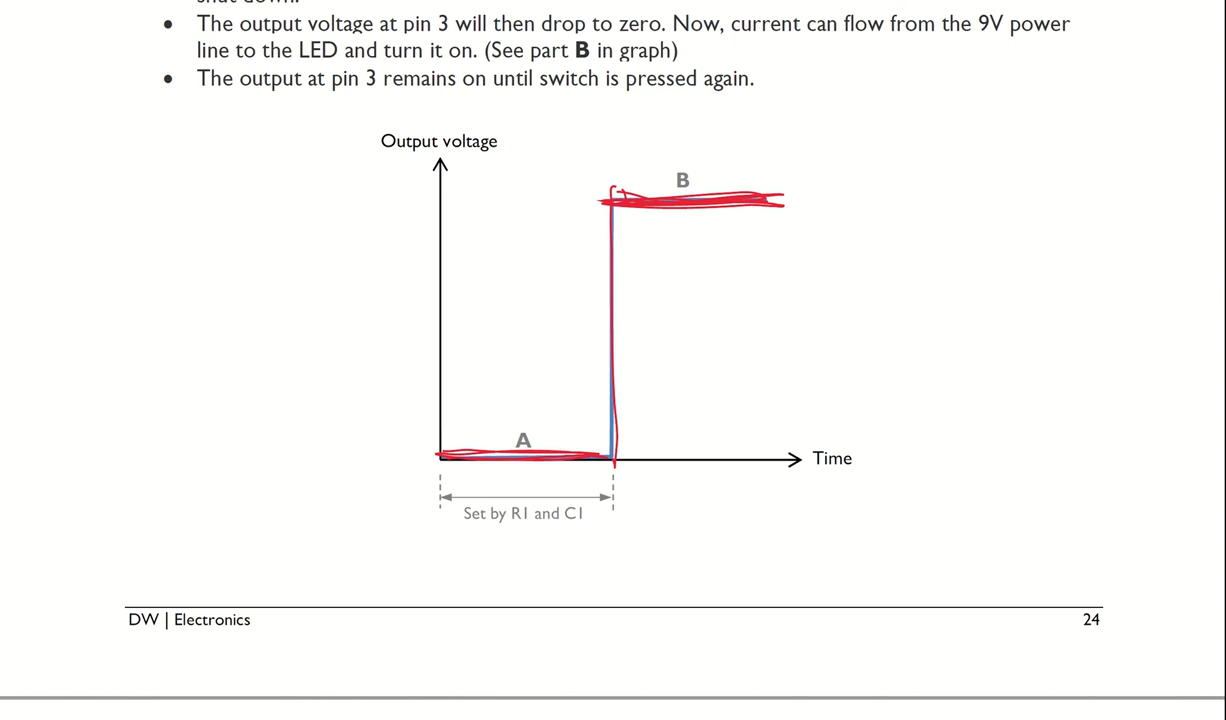 shut down.
• The output voltage at pin 3 will then drop to zero. Now, current can flow from the 9V power
line to the LED and turn it on. (See part B in graph)
• The output at pin 3 remains on until switch is pressed again.
Output voltage
B
A
Time
Set by R1 and C1
DW | Electronics
24